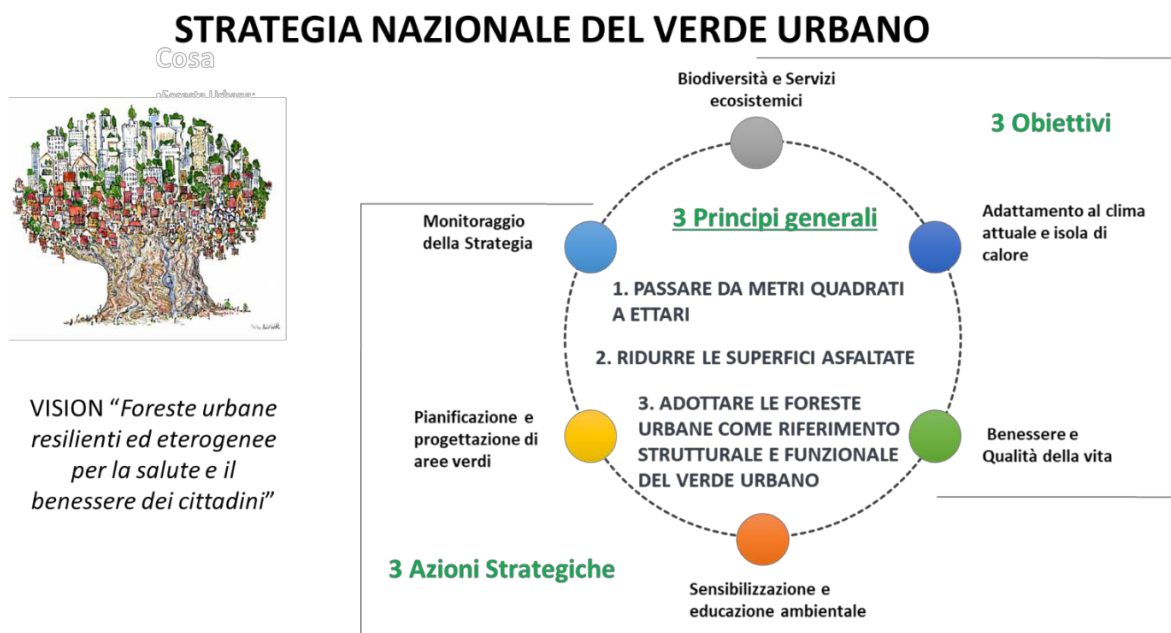 STRATEGIA NAZIONALE DEL VERDE URBANO
Cosa
•Foresta Urbana:
Biodiversità e Servizi
ecosistemici
3 Obiettivi
Monitoraggio
della Strategia
3 Principi generali
Adattamento al clima
attuale e isola di
calore
1. PASSARE DA METRI QUADRATI
A ETTARI
2. RIDURRE LE SUPERFICI ASFALTATE
VISION “Foreste urbane
resilienti ed eterogenee
per la salute e il
benessere dei cittadini”
Pianificazione e
progettazione di
aree verdi
3. ADOTTARE LE FORESTE
URBANE COME RIFERIMENTO
STRUTTURALE E FUNZIONALE
DEL VERDE URBANO
Benessere e
Qualità della vita
3 Azioni Strategiche
Sensibilizzazione e
educazione ambientale